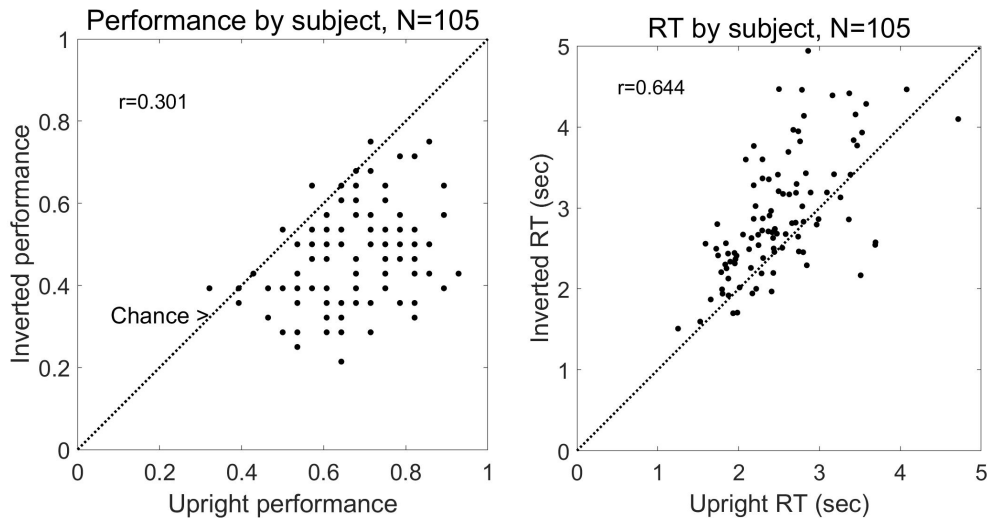 Performance by subject, N=105
1
0.8
0.6
0.4
0.2
0
r=0.301
Chance >
Inverted performance
0 0.2 0.4 0.6 0.8 1
Upright performance
RT by subject, N=105
5
4
3
2
1
0
r=0.644
Inverted RT (sec)
0 1 2 3 4 5
Upright RT (sec)